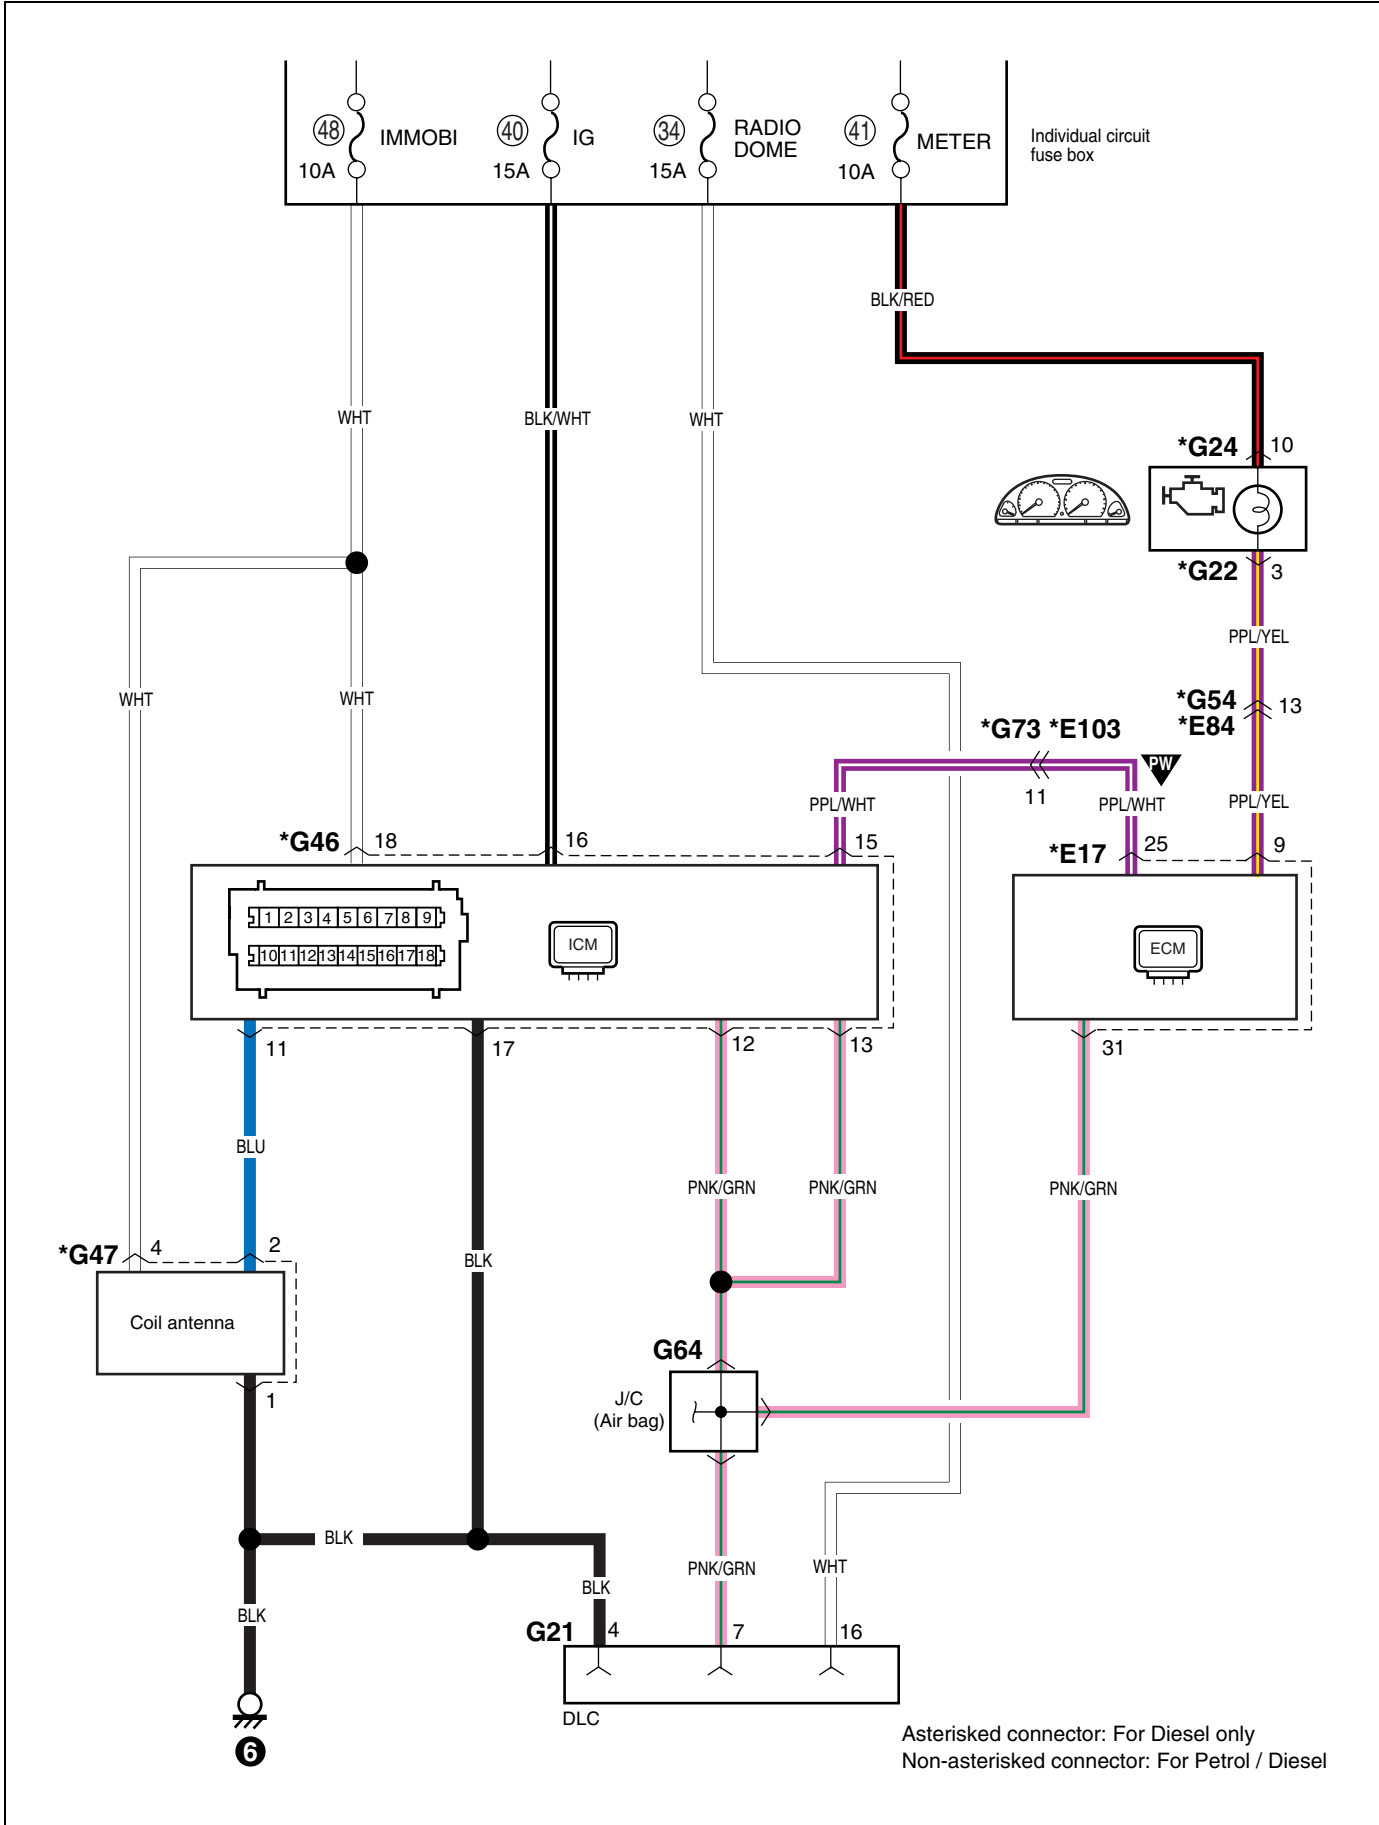 48 IMMOBI
10A
40 IG
15A
34 RADIO
DOME
15A
41 METER
10A
Individual circuit
fuse box
BLK/RED
WHT
BLK/WHT
WHT
*G24 10
*G22 3
PPL/YEL
WHT
WHT
*G54 13
*E84
*G73 *E103
PW
11
PPL/WHT
PPL/WHT
PPL/YEL
*G46 18
16
15
*E17 25
9
1 2 3 4 5 6 7 8 9
10 11 12 13 14 15 16 17 18
ICM
ECM
11
17
12
13
31
BLU
PNK/GRN
PNK/GRN
PNK/GRN
*G47 4
2
BLK
Coil antenna
1
G64
J/C
(Air bag)
BLK
PNK/GRN
WHT
BLK
BLK
G21 4
7
16
DLC
6
Asterisked connector: For Diesel only
Non-asterisked connector: For Petrol / Diesel